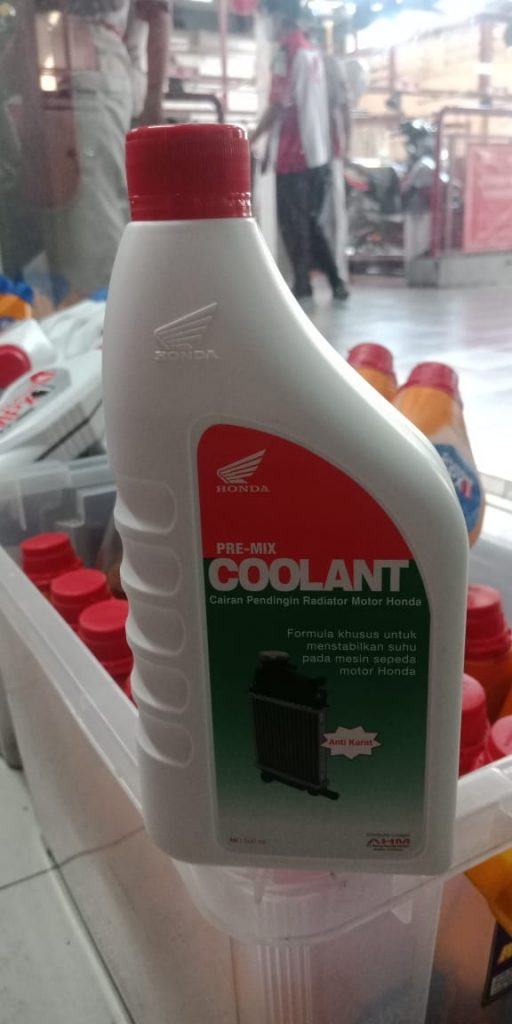 HONDA
HONDA
PRE-MIX
COOLANT
Cairan Pendingin Radiator Motor Honda
Formula khusus untuk
menstabilkan suhu
pada mesin sepeda
motor Honda
Anti Karat
AHM